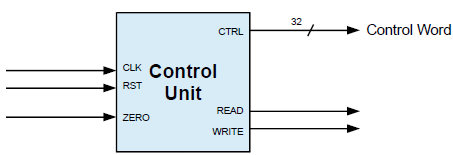 CTRL
32
Control Word
CLK
Control
RST
Unit
READ
ZERO
WRITE